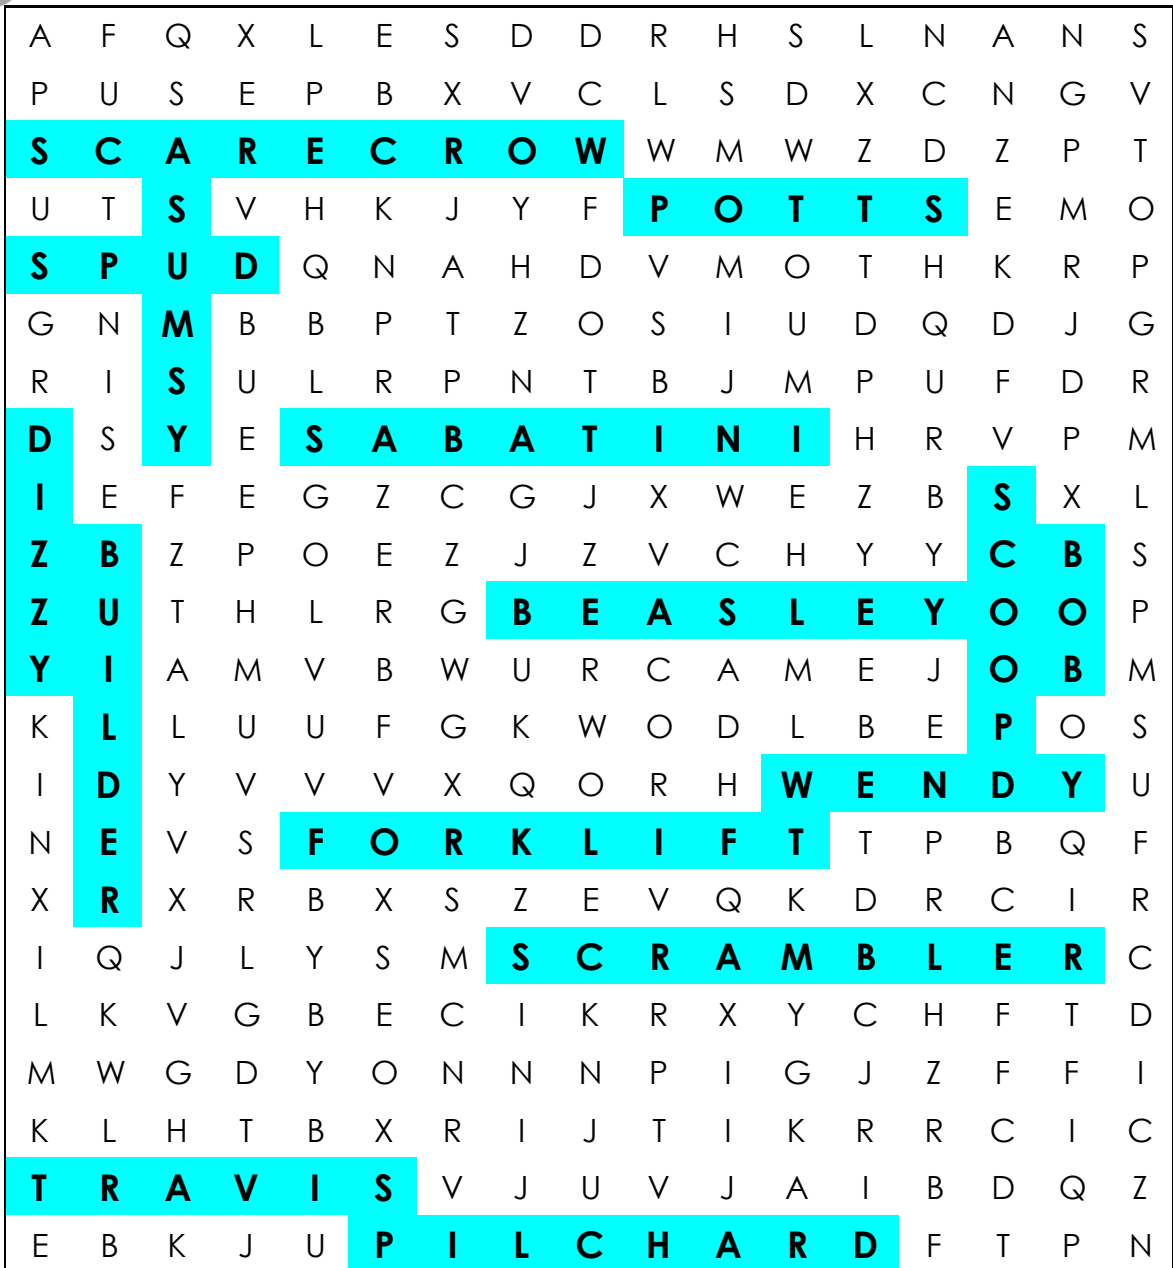 A F Q X L E S D D R H S L N A N S
P U S E P B X V C L S D X C N G V
S C A R E C R O W W M W Z D Z P T
U T S V H K J Y F P O T T S E M O
S P U D Q N A H D V M O T H K R P
G N M B B P T Z O S I U D Q D J G
R I S U L R P N T B J M P U F D R
D S Y E S A B A T I N I H R V P M
I E F E G Z C G J X W E Z B S X L
Z B Z P O E Z J Z V C H Y Y C B S
Z U T H L R G B E A S L E Y O O P
Y I A M V B W U R C A M E J O B M
K L L U U F G K W O D L B E P O S
I D Y V V V X Q O R H W E N D Y U
N E V S F O R K L I F T T P B Q F
X R X R B X S Z E V Q K D R C I R
I Q J L Y S M S C R A M B L E R C
L K V G B E C I K R X Y C H F T D
M W G D Y O N N N P I G J Z F F I
K L H T B X R I J T I K R R C I C
T R A V I S V J U V J A I B D Q Z
E B K J U P I L C H A R D F T P N